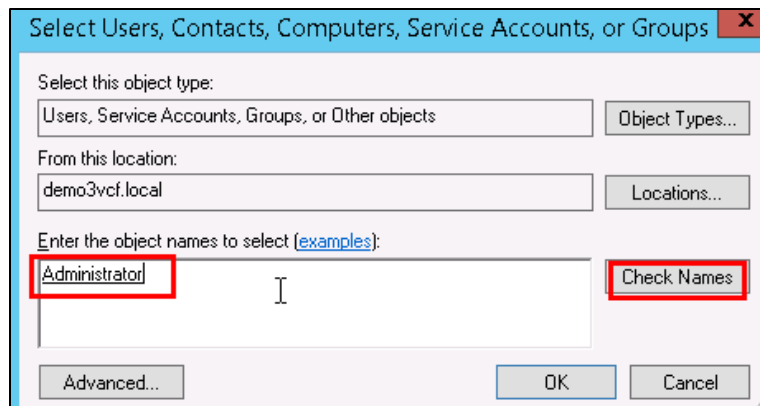 Select Users, Contacts, Computers, Service Accounts, or Groups
x
Select this object type:
Users, Service Accounts, Groups, or Other objects
Object Types...
From this location:
demo3vcf.local
Locations...
Enter the object names to select (examples):
Administrator
Check Names
Advanced...
OK
Cancel